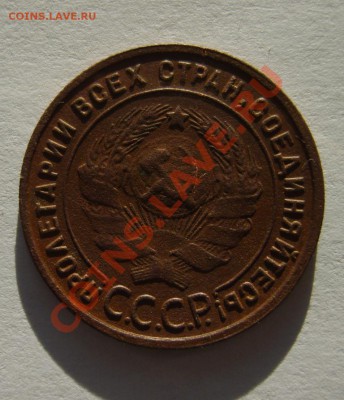 COINS.LAVE.RU
ПРОЛЕТАРИИ ВСЕХ СТРАН, СОЕДИНЯЙТЕСЬ!
С.С.С.Р.
COINS.LAVE.RU